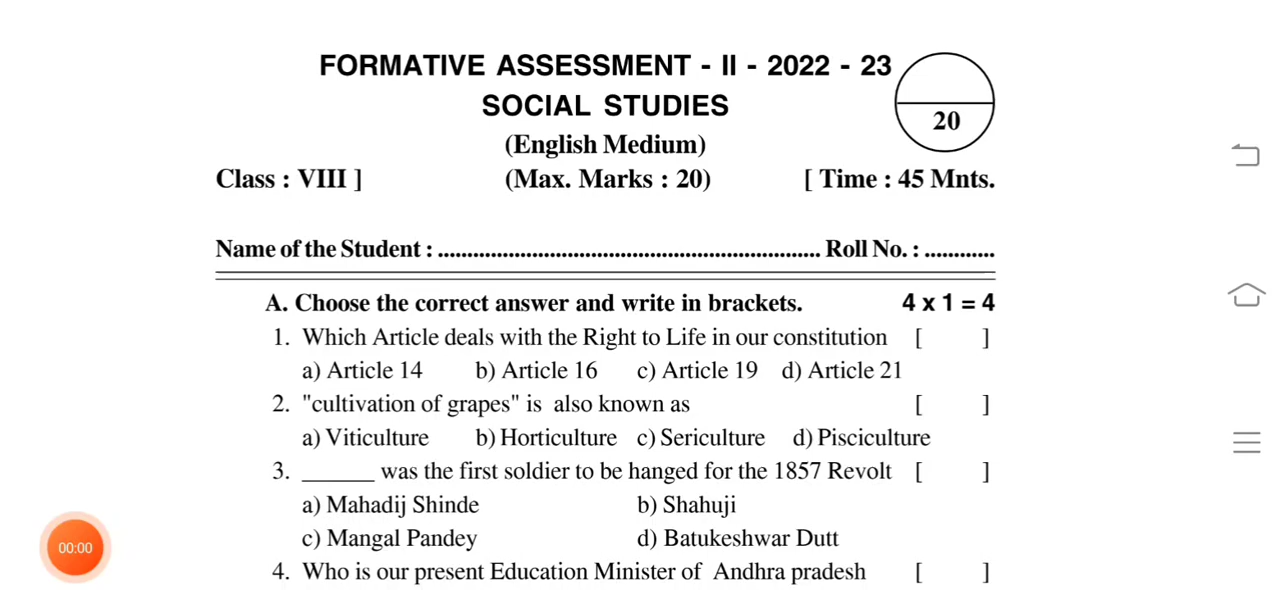 FORMATIVE ASSESSMENT - II - 2022 - 23
SOCIAL STUDIES
20
(English Medium)
Class : VIII ] (Max. Marks : 20) [ Time : 45 Mnts.
Name of the Student : ................................................................. Roll No. : ............
A. Choose the correct answer and write in brackets. 4 x 1 = 4
1. Which Article deals with the Right to Life in our constitution [ ]
a) Article 14 b) Article 16 c) Article 19 d) Article 21
2. "cultivation of grapes" is also known as [ ]
a) Viticulture b) Horticulture c) Sericulture d) Pisciculture
3. ______ was the first soldier to be hanged for the 1857 Revolt [ ]
a) Mahadij Shinde b) Shahuji
c) Mangal Pandey d) Batukeshwar Dutt
00:00
4. Who is our present Education Minister of Andhra pradesh [ ]